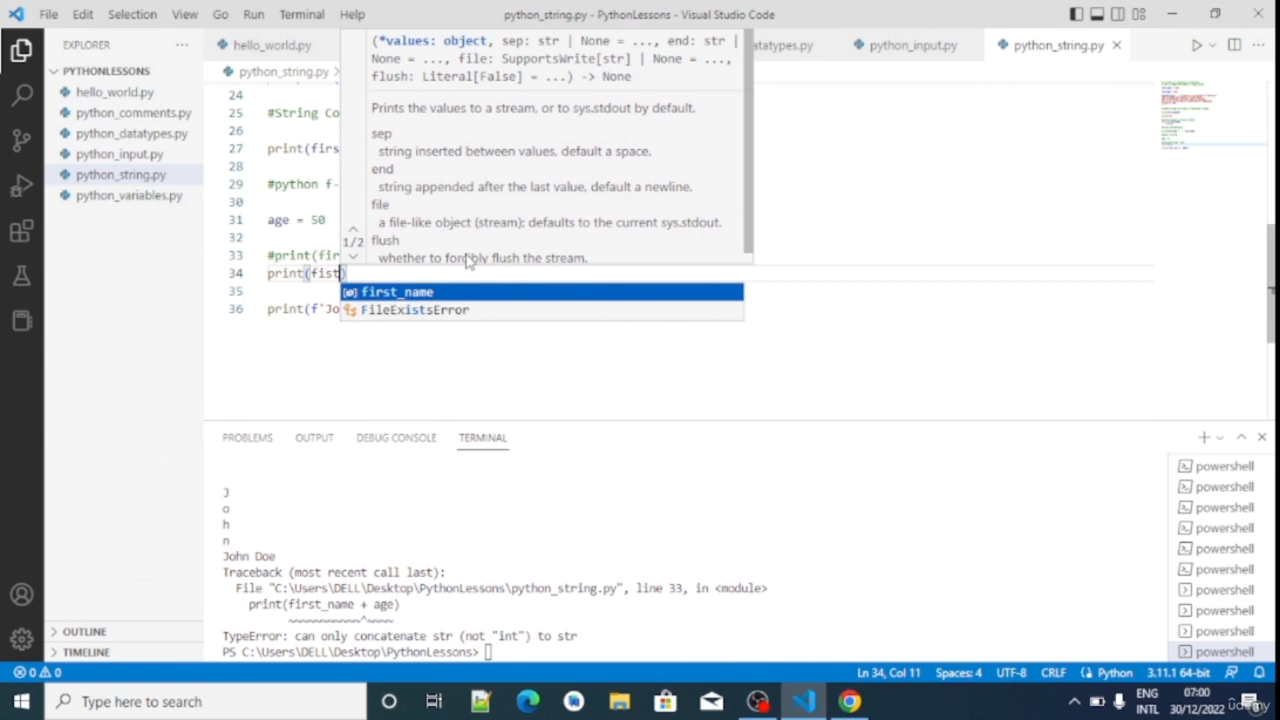 File Edit Selection View Go Run Terminal Help
python_string.py - PythonLessons - Visual Studio Code
EXPLORER
PYTHONLESSONS
hello_world.py
python_comments.py
python_datatypes.py
python_input.py
python_string.py
python_variables.py
OUTLINE
TIMELINE
hello_world.py
atatypes.py
python_input.py
python_string.py
python_string.py
24
25 #String Co
26
27 print(firs
28
29 #python f-
30
31 age = 50
32
33 #print(fir
34 print(fist)
35
36 print(f'Jo
(*values: object, sep: str | None = ..., end: str |
None = ..., file: SupportsWrite[str] | None = ...,
flush: Literal[False] = ...) -> None
Prints the values to a stream, or to sys.stdout by default.
sep
string inserted between values, default a space.
end
string appended after the last value, default a newline.
file
a file-like object (stream); defaults to the current sys.stdout.
flush
whether to forcibly flush the stream.
1/2
first_name
FileExistsError
PROBLEMS OUTPUT DEBUG CONSOLE TERMINAL
J
o
h
n
John Doe
Traceback (most recent call last):
File "C:\Users\DELL\Desktop\PythonLessons\python_string.py", line 33, in <module>
print(first_name + age)
~~~~~~~~~~~^~~~~
TypeError: can only concatenate str (not "int") to str
PS C:\Users\DELL\Desktop\PythonLessons>
powershell
powershell
powershell
powershell
powershell
powershell
powershell
powershell
powershell
powershell
0 0
Ln 34, Col 11 Spaces: 4 UTF-8 CRLF Python 3.11.1 64-bit
Type here to search
ENG
INTL
07:00
30/12/2022
udemy